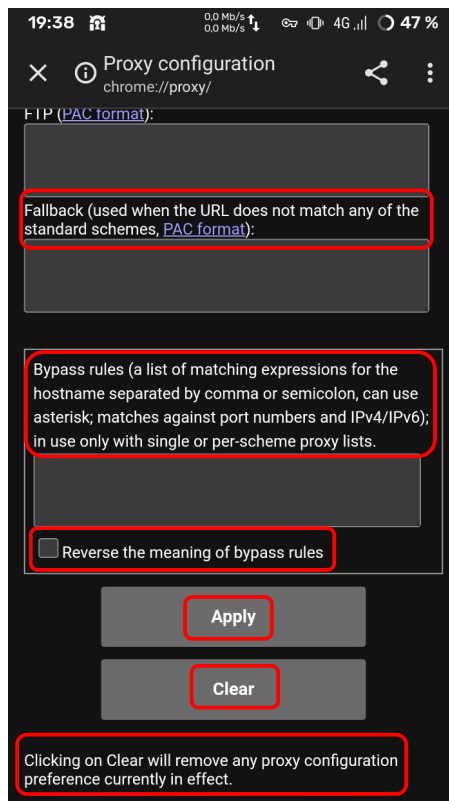 19:38 0,0 Mb/s 4G 47 %
0,0 Mb/s
Proxy configuration
chrome://proxy/
FTP (PAC format):
Fallback (used when the URL does not match any of the
standard schemes, PAC format):
Bypass rules (a list of matching expressions for the
hostname separated by comma or semicolon, can use
asterisk; matches against port numbers and IPv4/IPv6);
in use only with single or per-scheme proxy lists.
Reverse the meaning of bypass rules
Apply
Clear
Clicking on Clear will remove any proxy configuration
preference currently in effect.